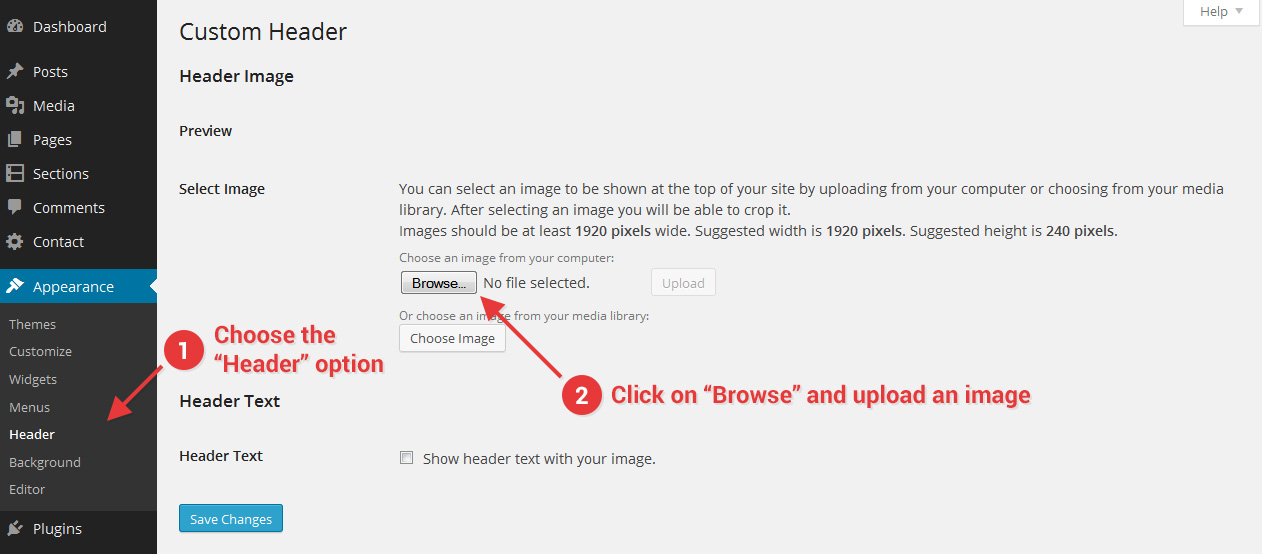 Dashboard
Posts
Media
Pages
Sections
Comments
Contact
Appearance
Themes
Customize
Widgets
Menus
Header
Background
Editor
Plugins
Help
Custom Header
Header Image
Preview
Select Image
You can select an image to be shown at the top of your site by uploading from your computer or choosing from your media
library. After selecting an image you will be able to crop it.
Images should be at least 1920 pixels wide. Suggested width is 1920 pixels. Suggested height is 240 pixels.
Choose an image from your computer:
Browse... No file selected. Upload
Or choose an image from your media library:
Choose Image
1 Choose the
“Header” option
2 Click on “Browse” and upload an image
Header Text
Header Text
Show header text with your image.
Save Changes